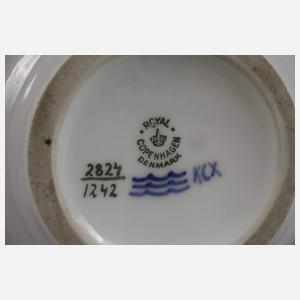 ROYAL
COPENHAGEN
DENMARK
2824
1242
KCX